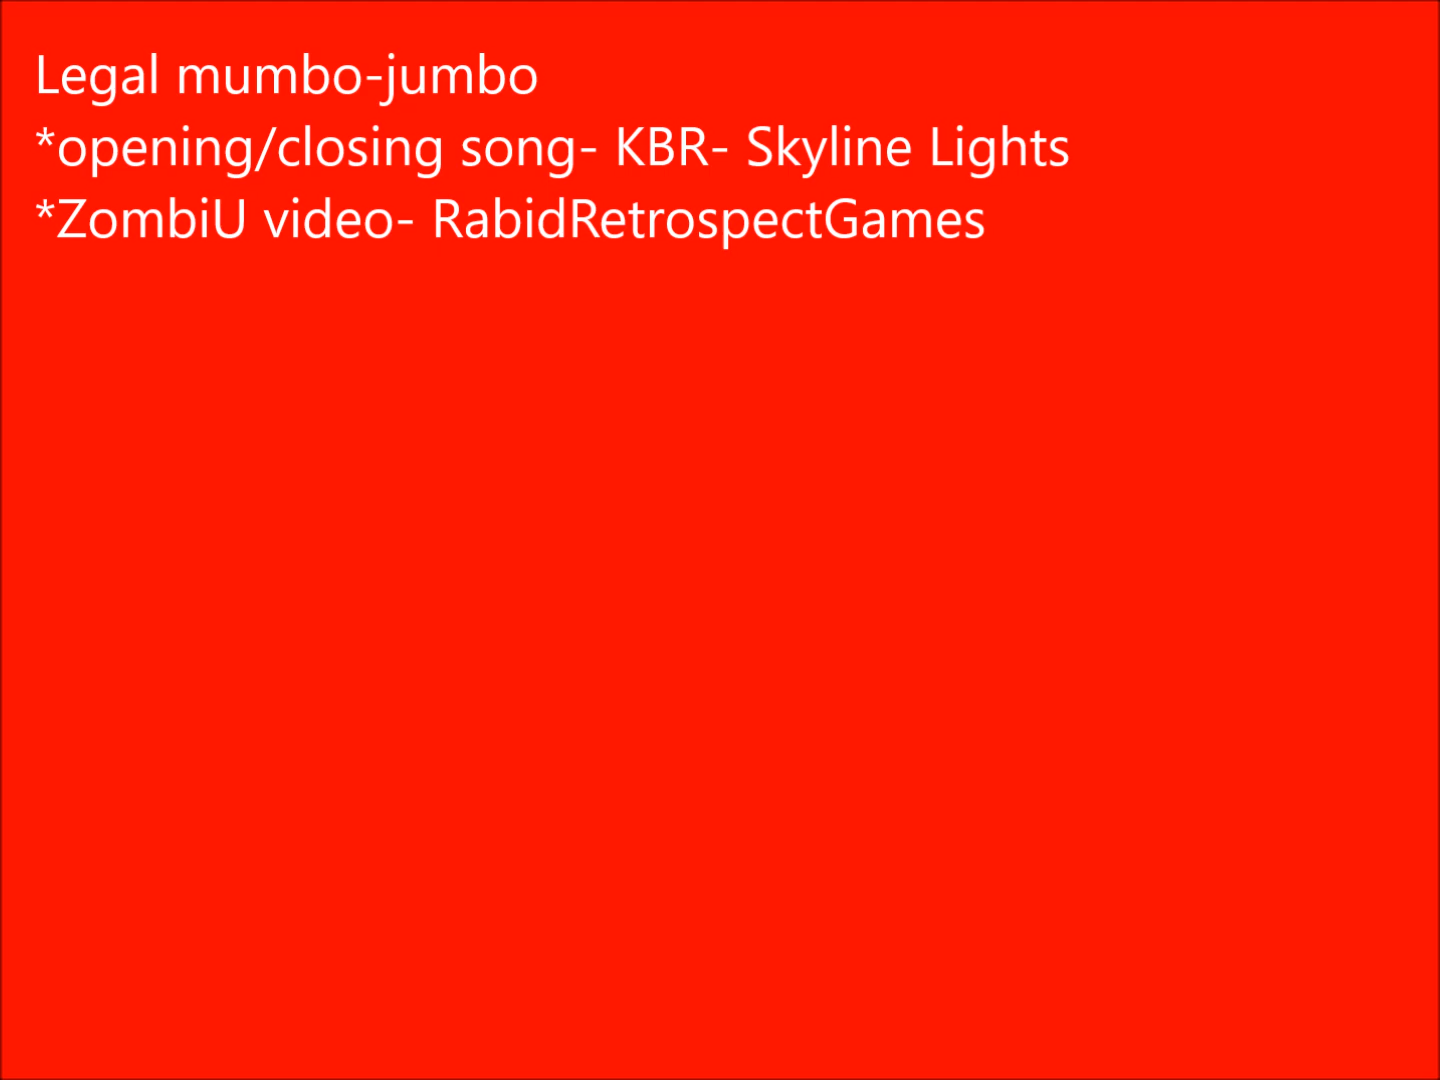 Legal mumbo-jumbo
*opening/closing song- KBR- Skyline Lights
*ZombiU video- RabidRetrospectGames